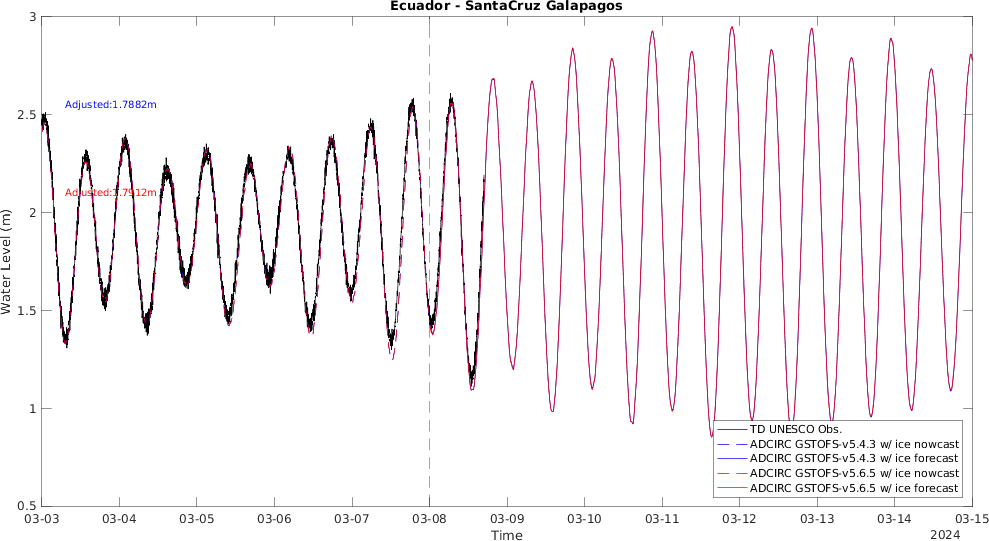 Ecuador - SantaCruz Galapagos
3
2.5
2
1.5
1
0.5
Water Level (m)
Adjusted:1.7882m
Adjusted:1.7912m
TD UNESCO Obs.
ADCIRC GSTOFS-v5.4.3 w/ ice nowcast
ADCIRC GSTOFS-v5.4.3 w/ ice forecast
ADCIRC GSTOFS-v5.6.5 w/ ice nowcast
ADCIRC GSTOFS-v5.6.5 w/ ice forecast
03-03 03-04 03-05 03-06 03-07 03-08 03-09 03-10 03-11 03-12 03-13 03-14 03-15
Time
2024